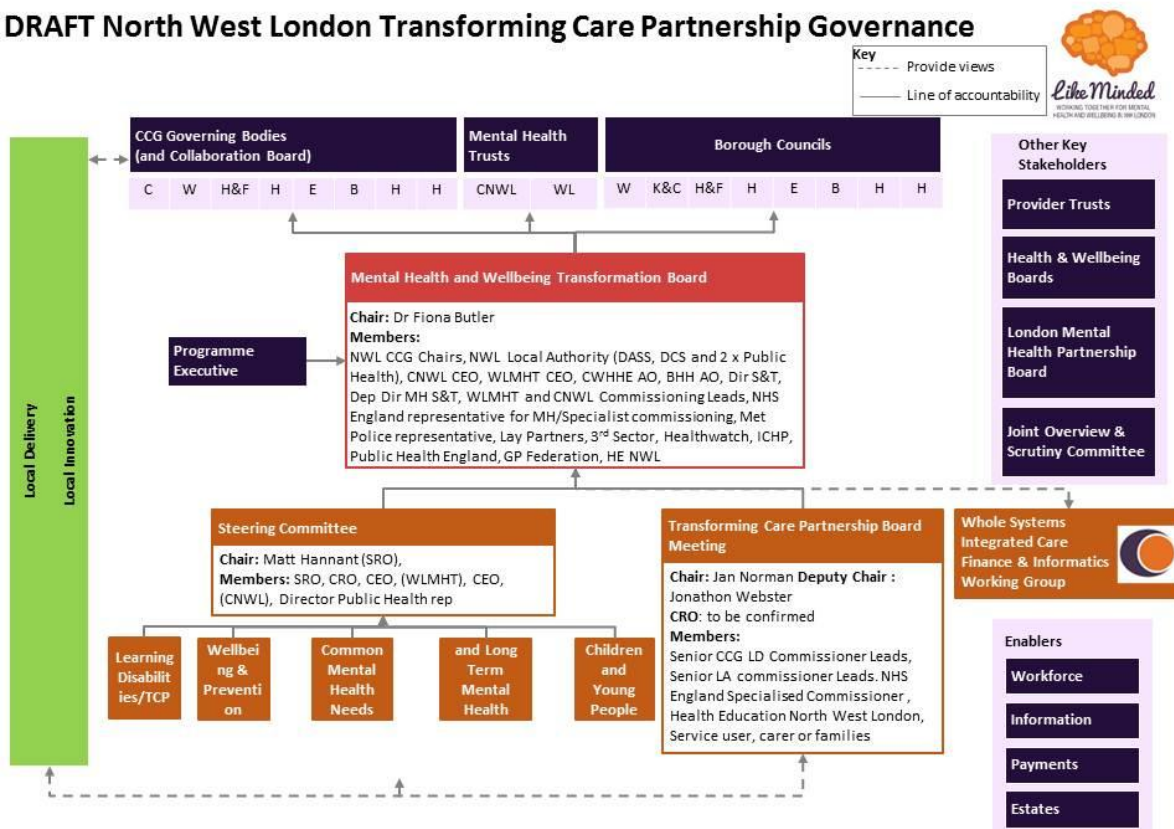 DRAFT North West London Transforming Care Partnership Governance
Key
Provide views
Line of accountability
Like Minded
WORKING TOGETHER FOR MENTAL
HEALTH AND WELLBEING IN NW LONDON
CCG Governing Bodies
(and Collaboration Board)
C W H&F H E B H H
Mental Health
Trusts
CNWL WL
Borough Councils
W K&C H&F H E B H H
Other Key
Stakeholders
Provider Trusts
Health & Wellbeing
Boards
London Mental
Health Partnership
Board
Joint Overview &
Scrutiny Committee
Local Delivery
Local Innovation
Programme
Executive
Mental Health and Wellbeing Transformation Board
Chair: Dr Fiona Butler
Members:
NWL CCG Chairs, NWL Local Authority (DASS, DCS and 2 x Public
Health), CNWL CEO, WLMHT CEO, CWHHE AO, BHH AO, Dir S&T,
Dep Dir MH S&T, WLMHT and CNWL Commissioning Leads, NHS
England representative for MH/Specialist commissioning, Met
Police representative, Lay Partners, 3rd Sector, Healthwatch, ICHP,
Public Health England, GP Federation, HE NWL
Steering Committee
Chair: Matt Hannant (SRO),
Members: SRO, CRO, CEO, (WLMHT), CEO,
(CNWL), Director Public Health rep
Transforming Care Partnership Board
Meeting
Chair: Jan Norman Deputy Chair :
Jonathon Webster
CRO: to be confirmed
Members:
Senior CCG LD Commissioner Leads,
Senior LA commissioner Leads. NHS
England Specialised Commissioner ,
Health Education North West London,
Service user, carer or families
Whole Systems
Integrated Care
Finance & Informatics
Working Group
Learning
Disabilit
ies/TCP
Wellbei
ng &
Preventi
on
Common
Mental
Health
Needs
and Long
Term
Mental
Health
Children
and
Young
People
Enablers
Workforce
Information
Payments
Estates